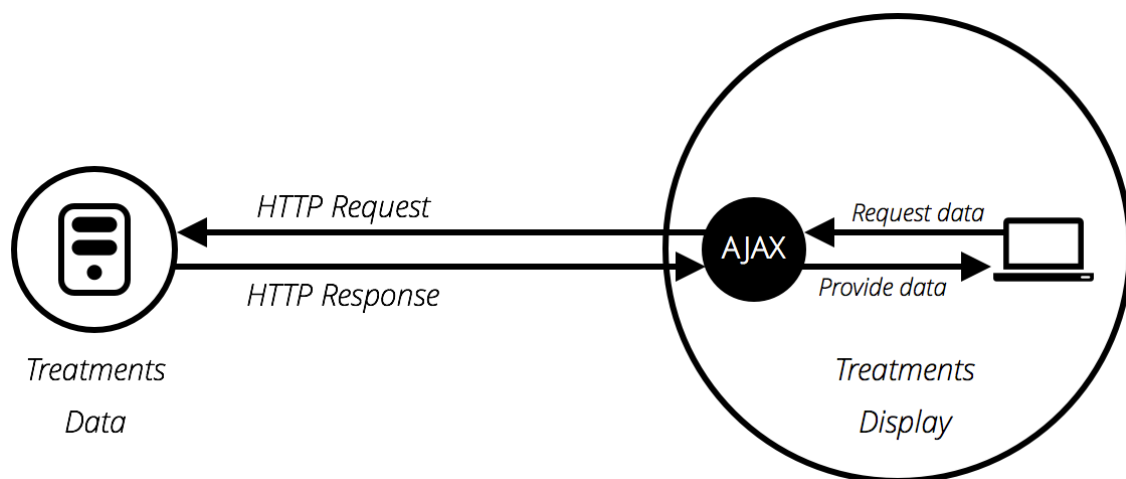 HTTP Request
HTTP Response
AJAX
Request data
Provide data
Treatments
Data
Treatments
Display